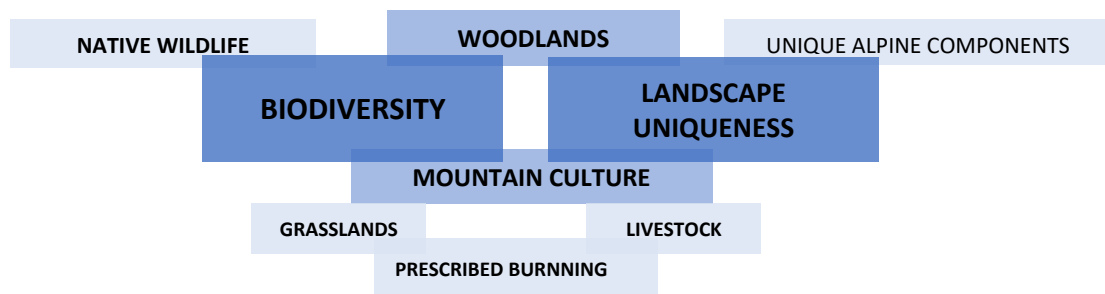 NATIVE WILDLIFE
WOODLANDS
UNIQUE ALPINE COMPONENTS
BIODIVERSITY
LANDSCAPE
UNIQUENESS
MOUNTAIN CULTURE
GRASSLANDS
LIVESTOCK
PRESCRIBED BURNNING